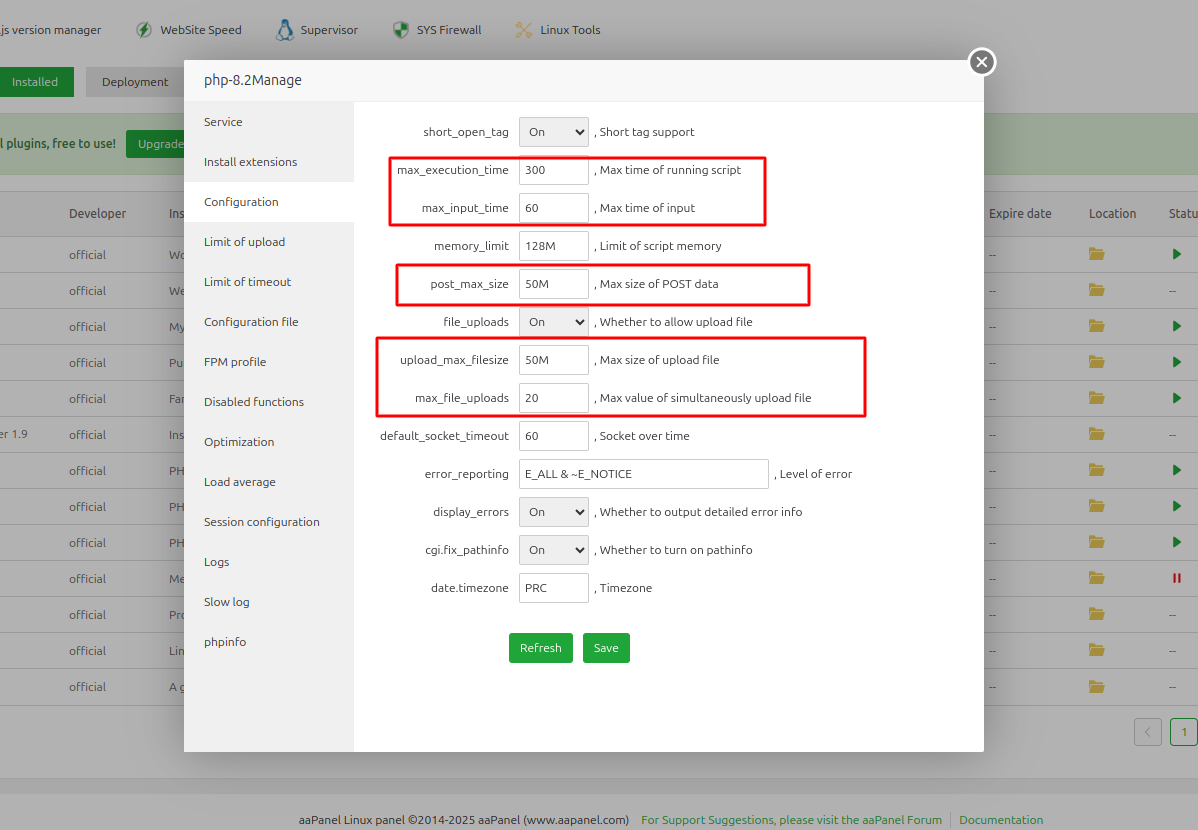 js version manager WebSite Speed Supervisor SYS Firewall Linux Tools
Installed Deployment
php-8.2Manage
l plugins, free to use! Upgrade
Developer Ins Expire date Location Statu
official Wo --
official We -- --
official My --
official Pu --
official Far --
er 1.9 official Ins -- --
official PH --
official PH --
official PH --
official Me --
official Pro -- --
official Lin -- --
official A g -- --
Service
Install extensions
Configuration
Limit of upload
Limit of timeout
Configuration file
FPM profile
Disabled functions
Optimization
Load average
Session configuration
Logs
Slow log
phpinfo
short_open_tag On , Short tag support
max_execution_time 300 , Max time of running script
max_input_time 60 , Max time of input
memory_limit 128M , Limit of script memory
post_max_size 50M , Max size of POST data
file_uploads On , Whether to allow upload file
upload_max_filesize 50M , Max size of upload file
max_file_uploads 20 , Max value of simultaneously upload file
default_socket_timeout 60 , Socket over time
error_reporting E_ALL & ~E_NOTICE , Level of error
display_errors On , Whether to output detailed error info
cgi.fix_pathinfo On , Whether to turn on pathinfo
date.timezone PRC , Timezone
Refresh Save
< 1
aaPanel Linux panel ©2014-2025 aaPanel (www.aapanel.com) For Support Suggestions, please visit the aaPanel Forum Documentation